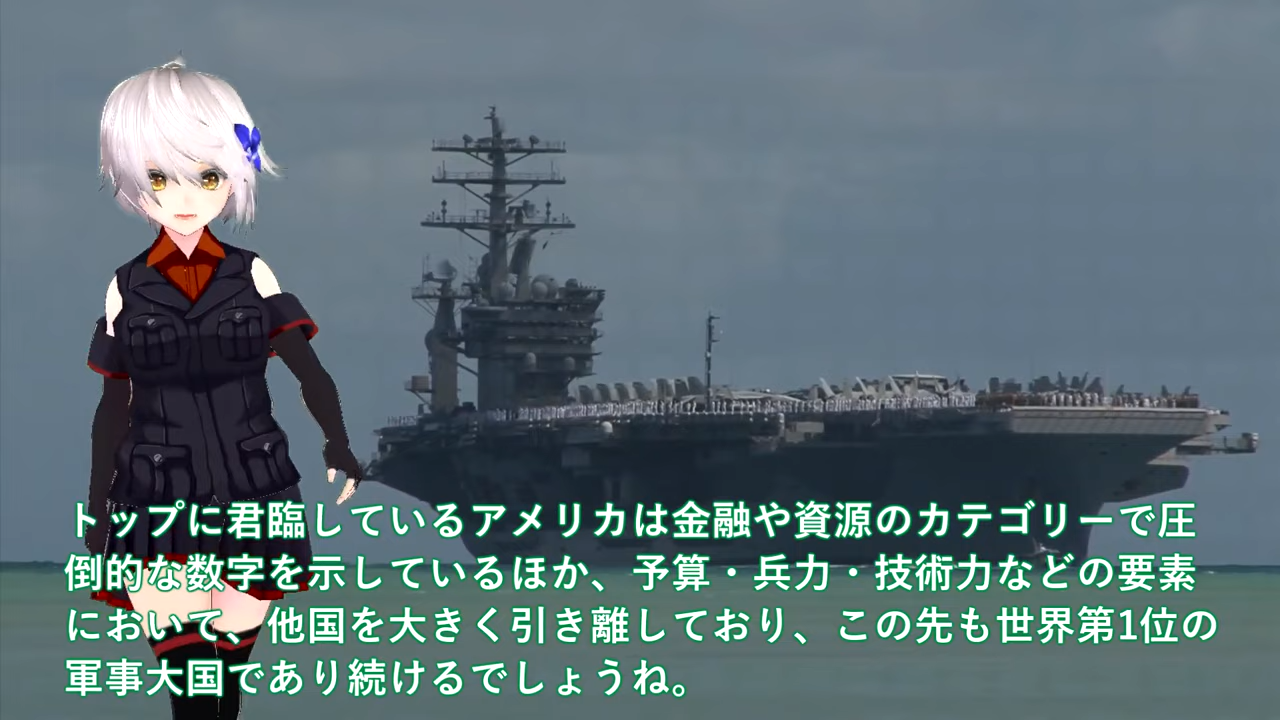 トップに君臨しているアメリカは金融や資源のカテゴリーで圧
倒的な数字を示しているほか、予算・兵力・技術力などの要素
において、他国を大きく引き離しており、この先も世界第1位の
軍事大国であり続けるでしょうね。